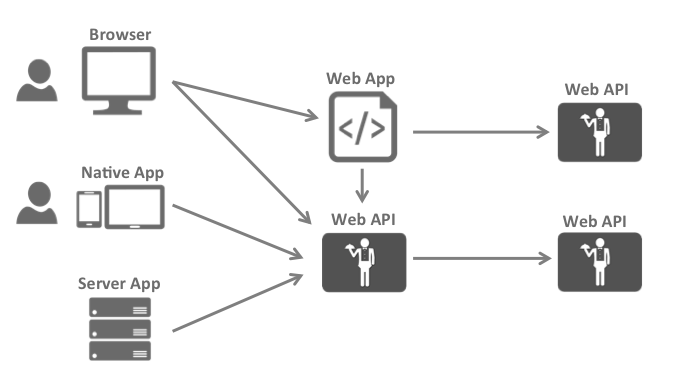 Browser
Web App
Web API
</>
Native App
Web API
Web API
Server App